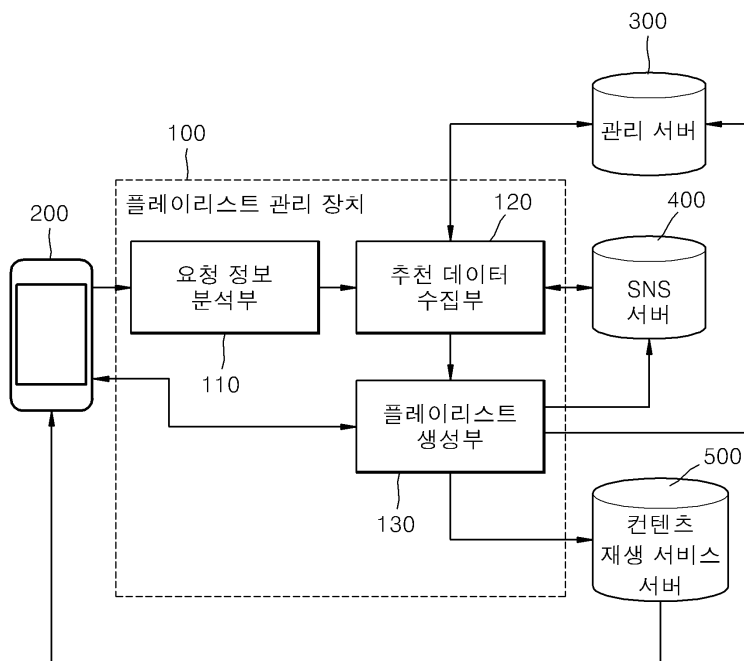 300
관리 서버
100
플레이리스트 관리 장치
200
120
400
요청 정보
분석부
추천 데이터
수집부
SNS
서버
110
플레이리스트
생성부
130
500
컨텐츠
재생 서비스
서버